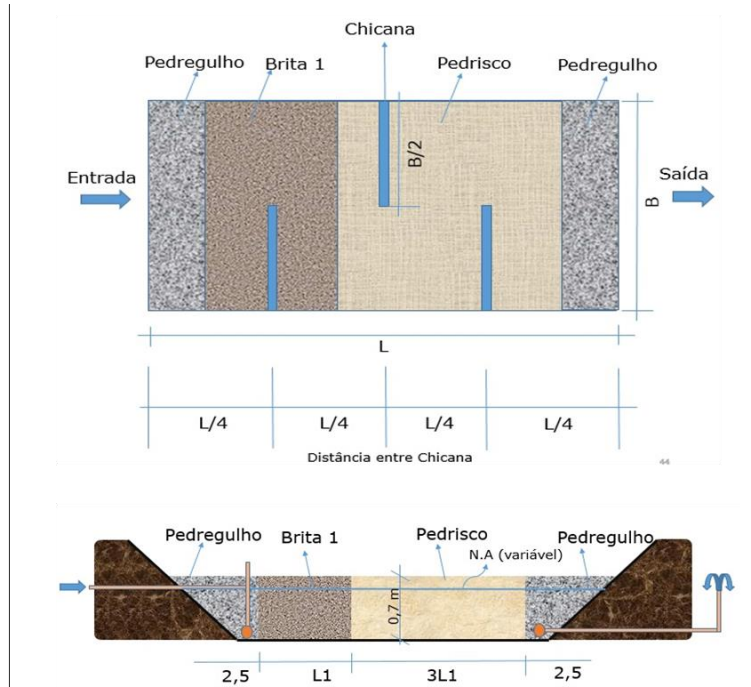 Chicana
Pedregulho
Brita 1
Pedrisco
Pedregulho
Entrada
B/2
B
Saída
L
L/4
L/4
L/4
L/4
Distância entre Chicana
44
Pedregulho
Brita 1
Pedrisco
Pedregulho
N.A (variável)
0,7 m
2,5
L1
3L1
2,5